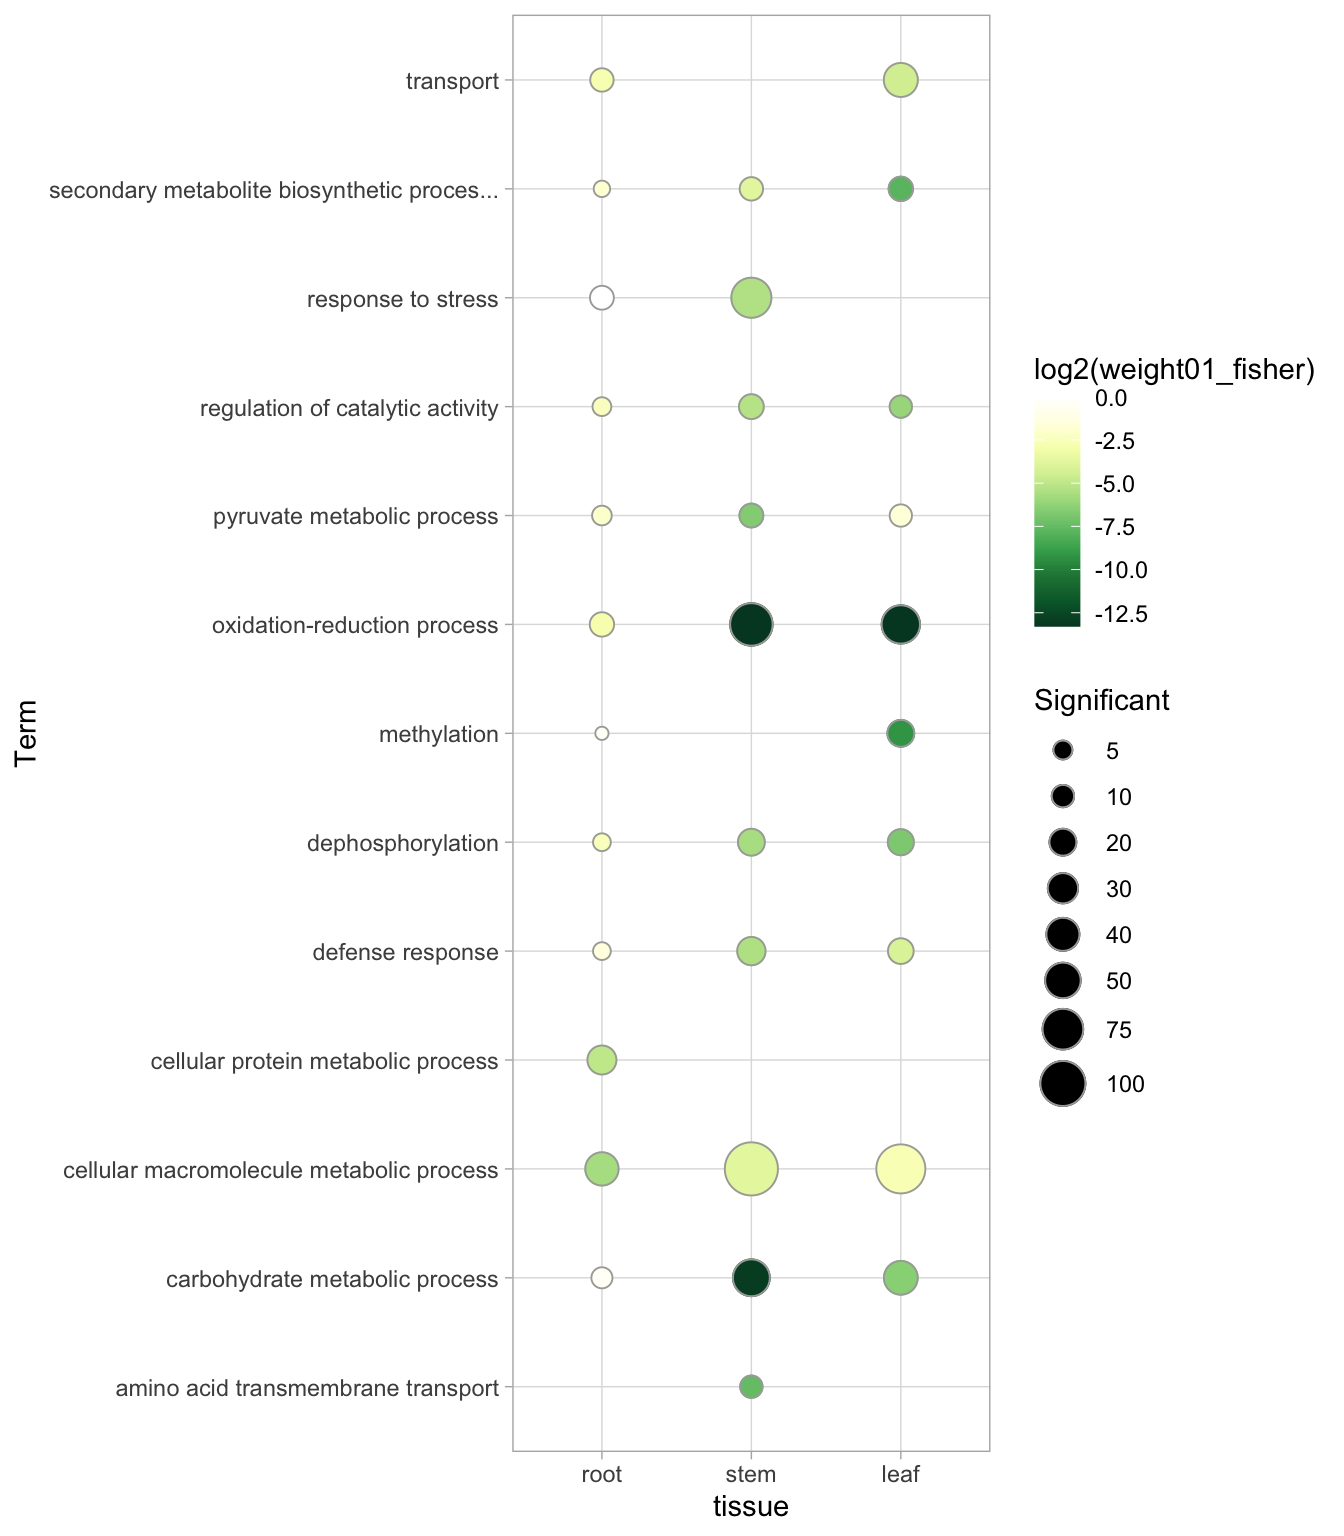 transport
secondary metabolite biosynthetic proces...
response to stress
regulation of catalytic activity
pyruvate metabolic process
oxidation-reduction process
methylation
dephosphorylation
defense response
cellular protein metabolic process
cellular macromolecule metabolic process
carbohydrate metabolic process
amino acid transmembrane transport
Term
root stem leaf
tissue
log2(weight01_fisher)
0.0
-2.5
-5.0
-7.5
-10.0
-12.5
Significant
5
10
20
30
40
50
75
100